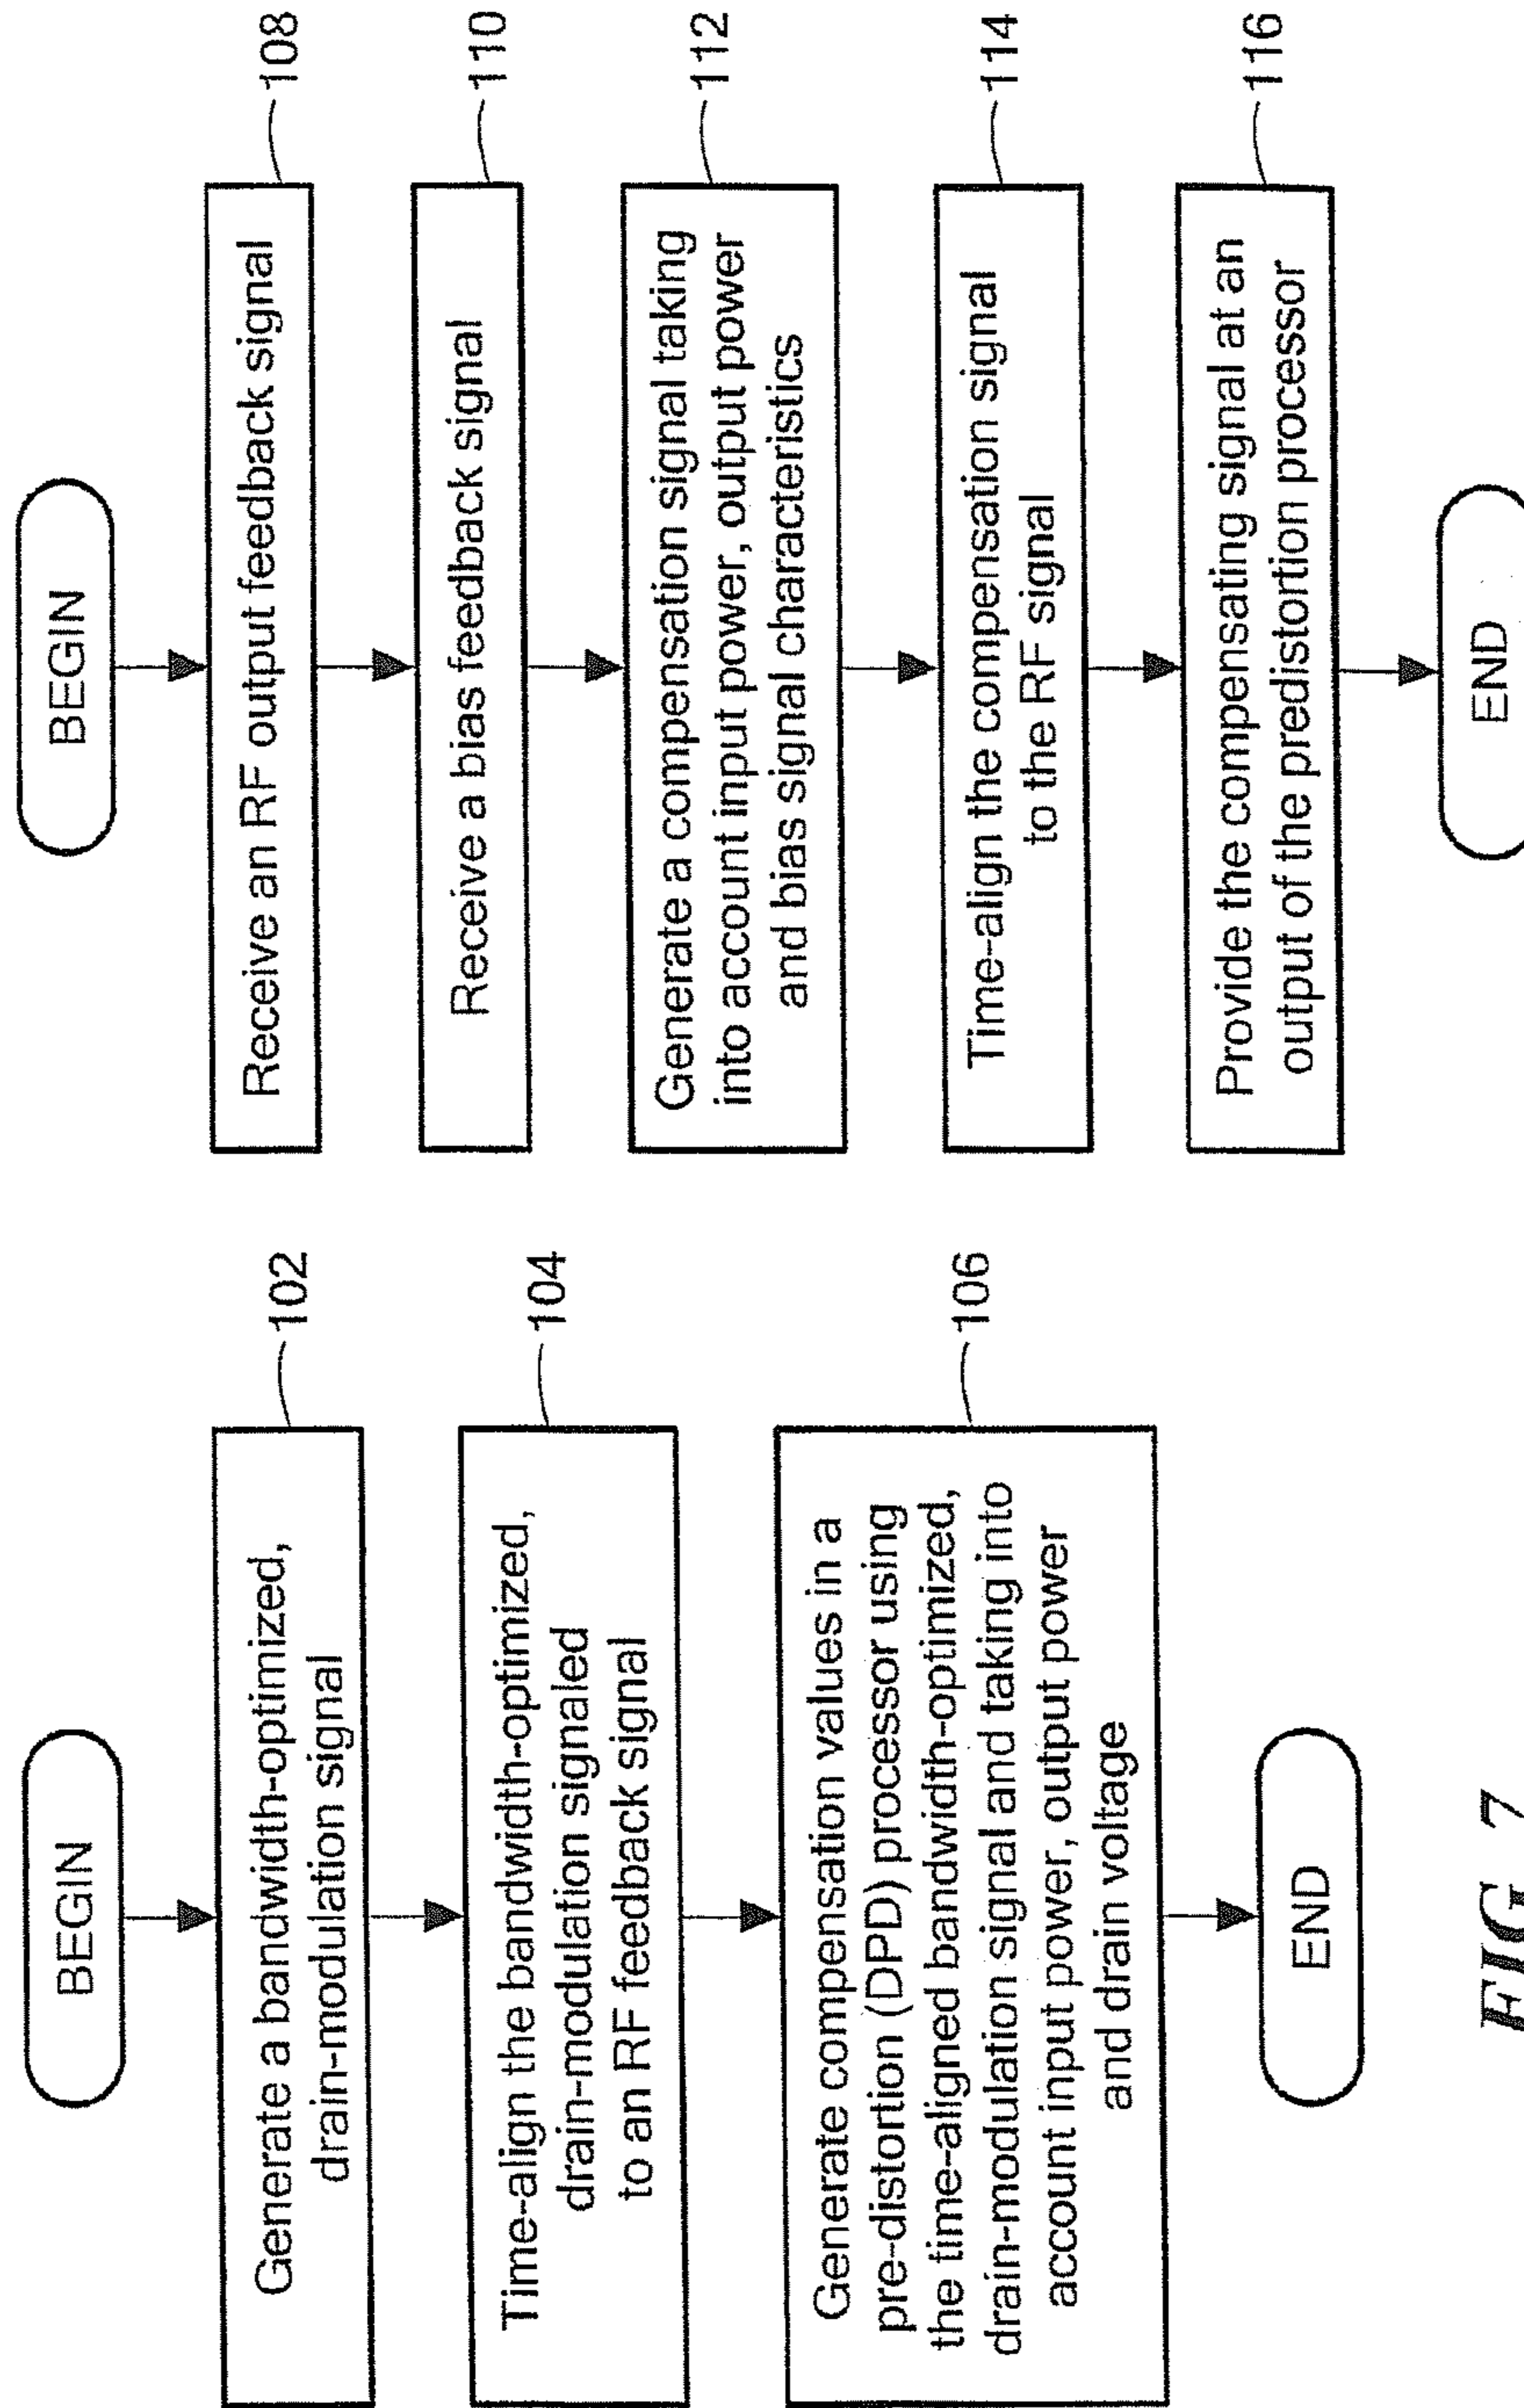 BEGIN
Generate a bandwidth-optimized,
drain-modulation signal
102
Time-align the bandwidth-optimized,
drain-modulation signaled
to an RF feedback signal
104
Generate compensation values in a
pre-distortion (DPD) processor using
the time-aligned bandwidth-optimized,
drain-modulation signal and taking into
account input power, output power
and drain voltage
106
END
FIG. 7
BEGIN
Receive an RF output feedback signal
108
Receive a bias feedback signal
110
Generate a compensation signal taking
into account input power, output power
and bias signal characteristics
112
Time-align the compensation signal
to the RF signal
114
Provide the compensating signal at an
output of the predistortion processor
116
END